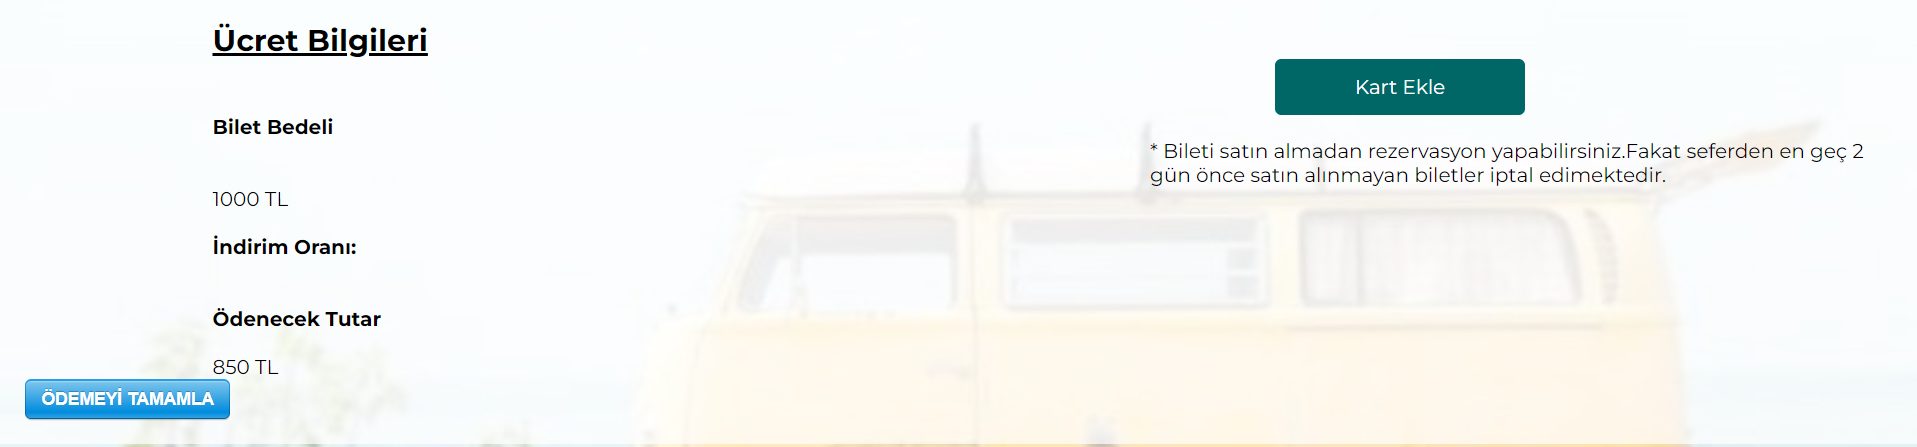 Ücret Bilgileri
Bilet Bedeli
1000 TL
İndirim Oranı:
Ödenecek Tutar
850 TL
ÖDEMEYİ TAMAMLA
Kart Ekle
* Bileti satın almadan rezervasyon yapabilirsiniz.Fakat seferden en geç 2
gün önce satın alınmayan biletler iptal edimektedir.